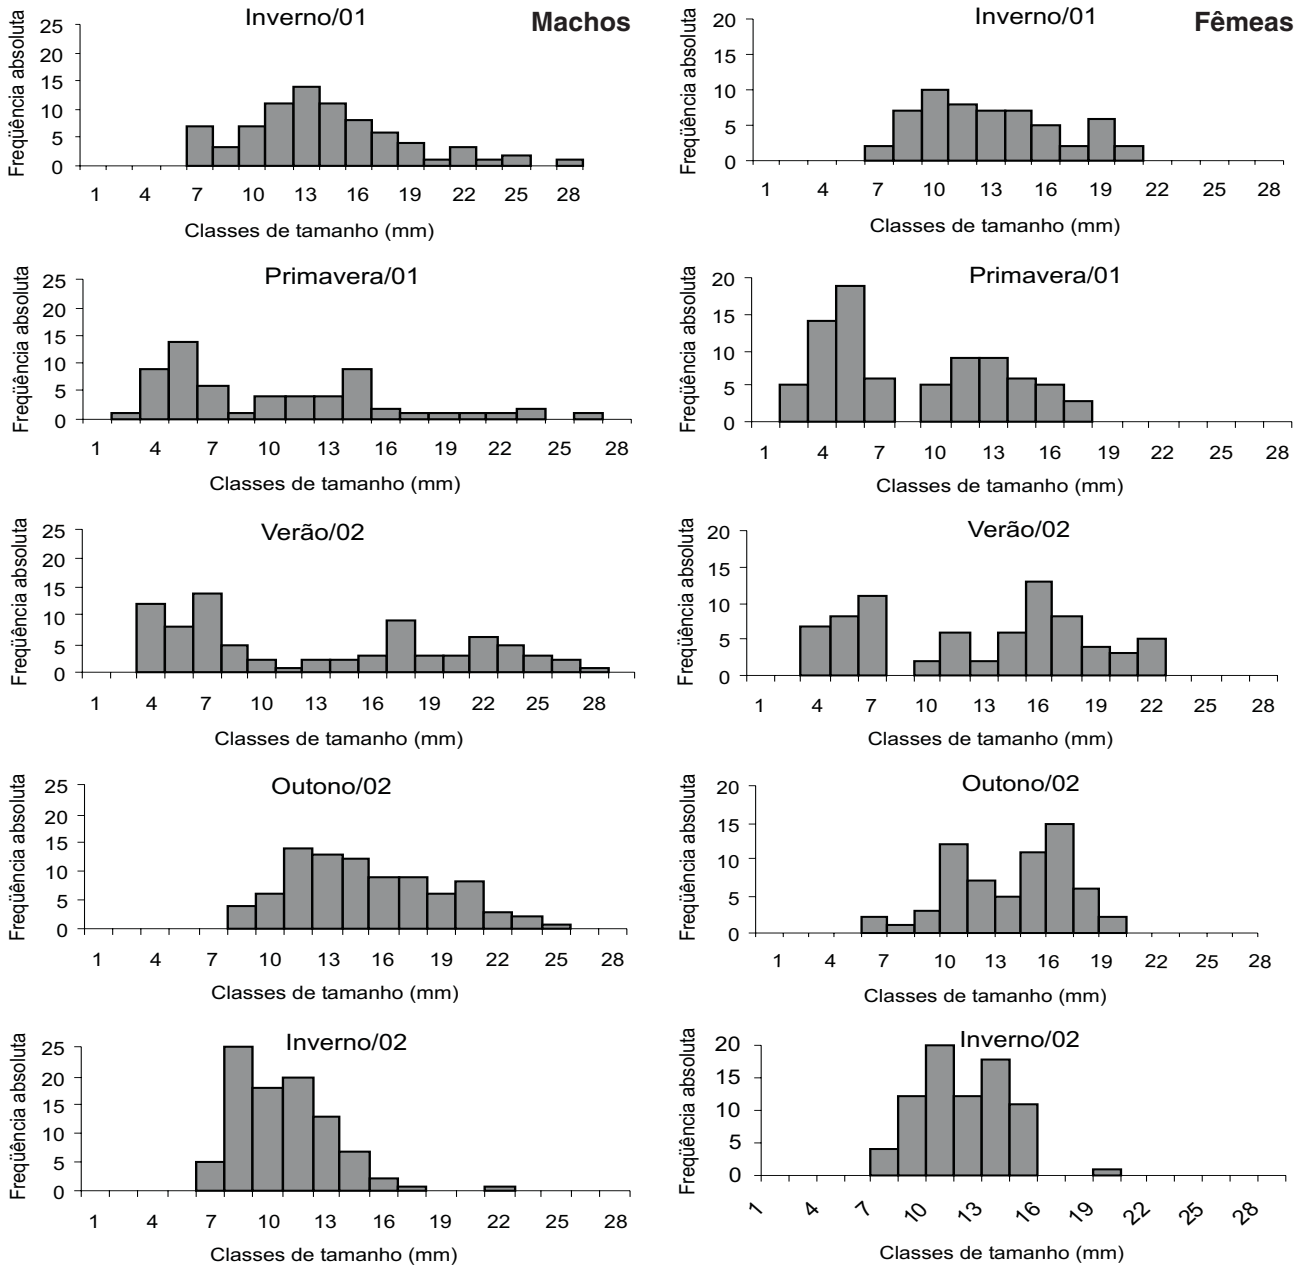 Inverno/01
Machos
Freqüência absoluta
25
20
15
10
5
0
1 4 7 10 13 16 19 22 25 28
Classes de tamanho (mm)
Inverno/01
Fêmeas
Freqüência absoluta
20
15
10
5
0
1 4 7 10 13 16 19 22 25 28
Classes de tamanho (mm)
Primavera/01
Freqüência absoluta
25
20
15
10
5
0
1 4 7 10 13 16 19 22 25 28
Classes de tamanho (mm)
Primavera/01
Freqüência absoluta
20
15
10
5
0
1 4 7 10 13 16 19 22 25 28
Classes de tamanho (mm)
Verão/02
Freqüência absoluta
25
20
15
10
5
0
1 4 7 10 13 16 19 22 25 28
Classes de tamanho (mm)
Verão/02
Freqüência absoluta
20
15
10
5
0
1 4 7 10 13 16 19 22 25 28
Classes de tamanho (mm)
Outono/02
Freqüência absoluta
25
20
15
10
5
0
1 4 7 10 13 16 19 22 25 28
Classes de tamanho (mm)
Outono/02
Freqüência absoluta
20
15
10
5
0
1 4 7 10 13 16 19 22 25 28
Classes de tamanho (mm)
Inverno/02
Freqüência absoluta
25
20
15
10
5
0
1 4 7 10 13 16 19 22 25 28
Classes de tamanho (mm)
Inverno/02
Freqüência absoluta
20
15
10
5
0
1 4 7 10 13 16 19 22 25 28
Classes de tamanho (mm)